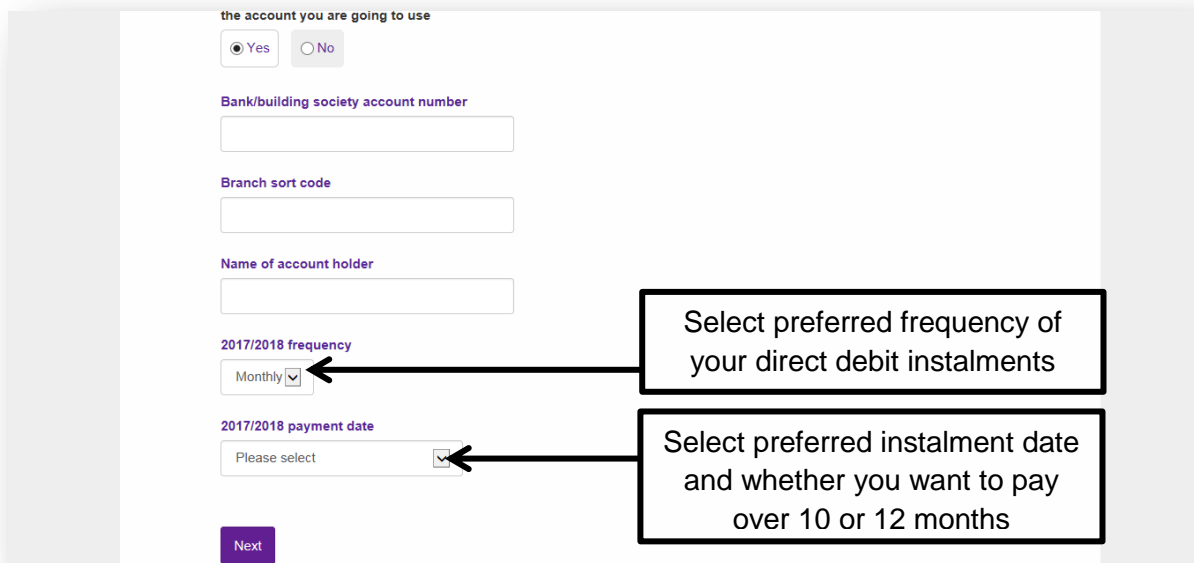 the account you are going to use
Yes
No
Bank/building society account number
Branch sort code
Name of account holder
2017/2018 frequency
Monthly
Select preferred frequency of
your direct debit instalments
2017/2018 payment date
Please select
Select preferred instalment date
and whether you want to pay
over 10 or 12 months
Next